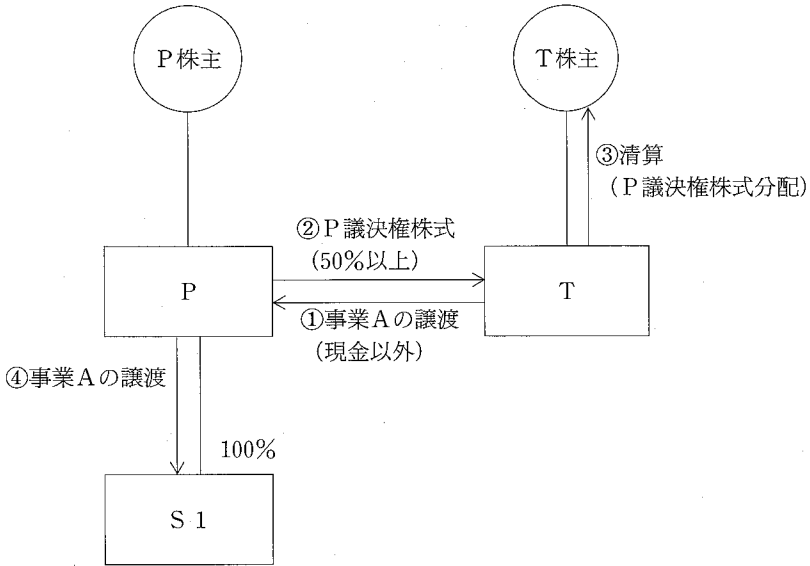 P株主
T株主
③清算
(P議決権株式分配)
②P議決権株式
(50%以上)
P
T
①事業Aの譲渡
(現金以外)
④事業Aの譲渡
100%
S 1